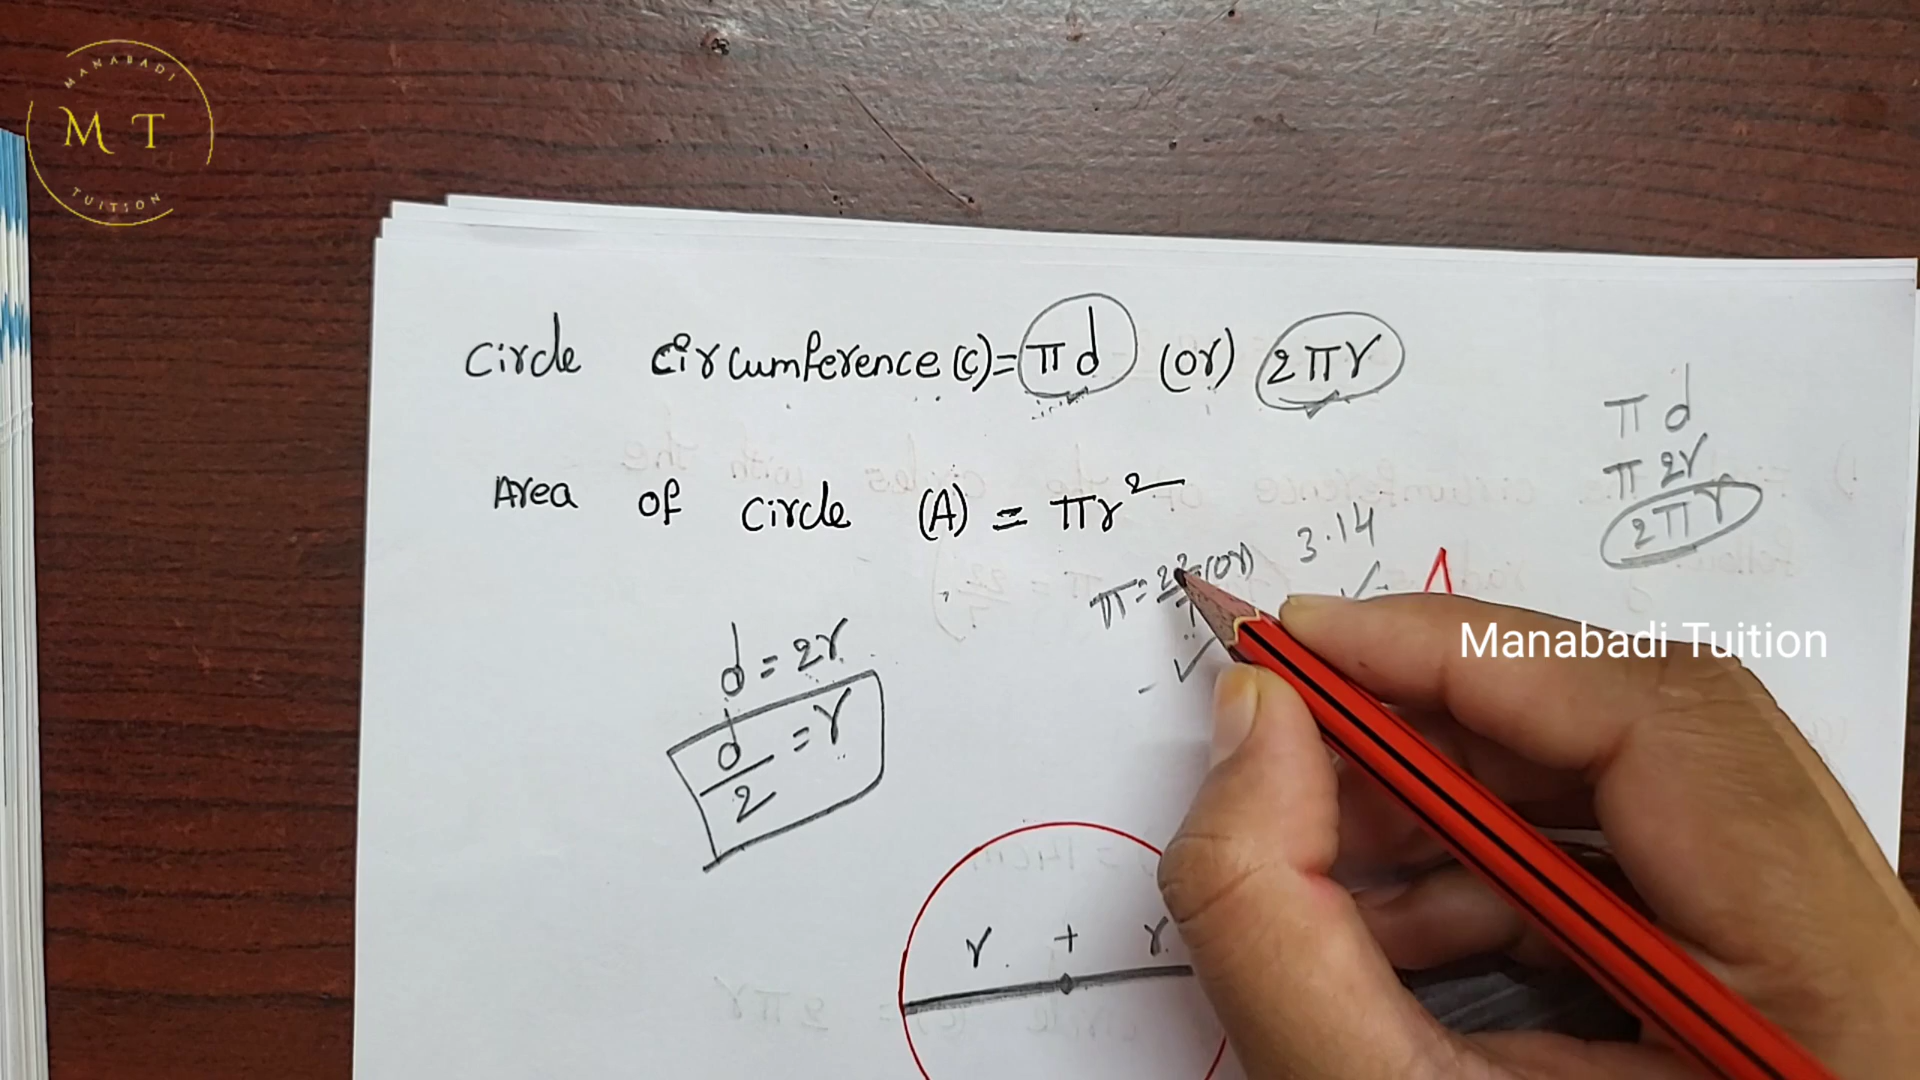 MANABADI
M T
TUITION
Circle circumference (c) = πd (or) 2πr
πd
π 2r
2πr
Area of circle (A) = πr²
π = 22/7 (or) 3.14
Manabadi Tuition
d = 2r
d/2 = r
r + r